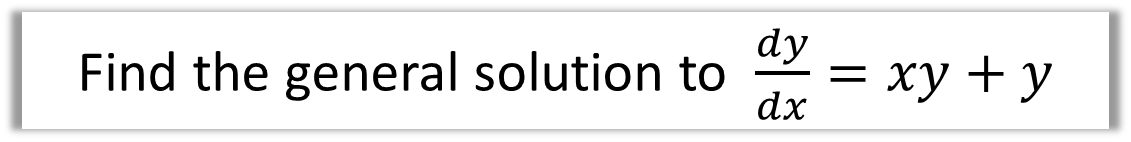 Find the general solution to dy/dx = xy + y